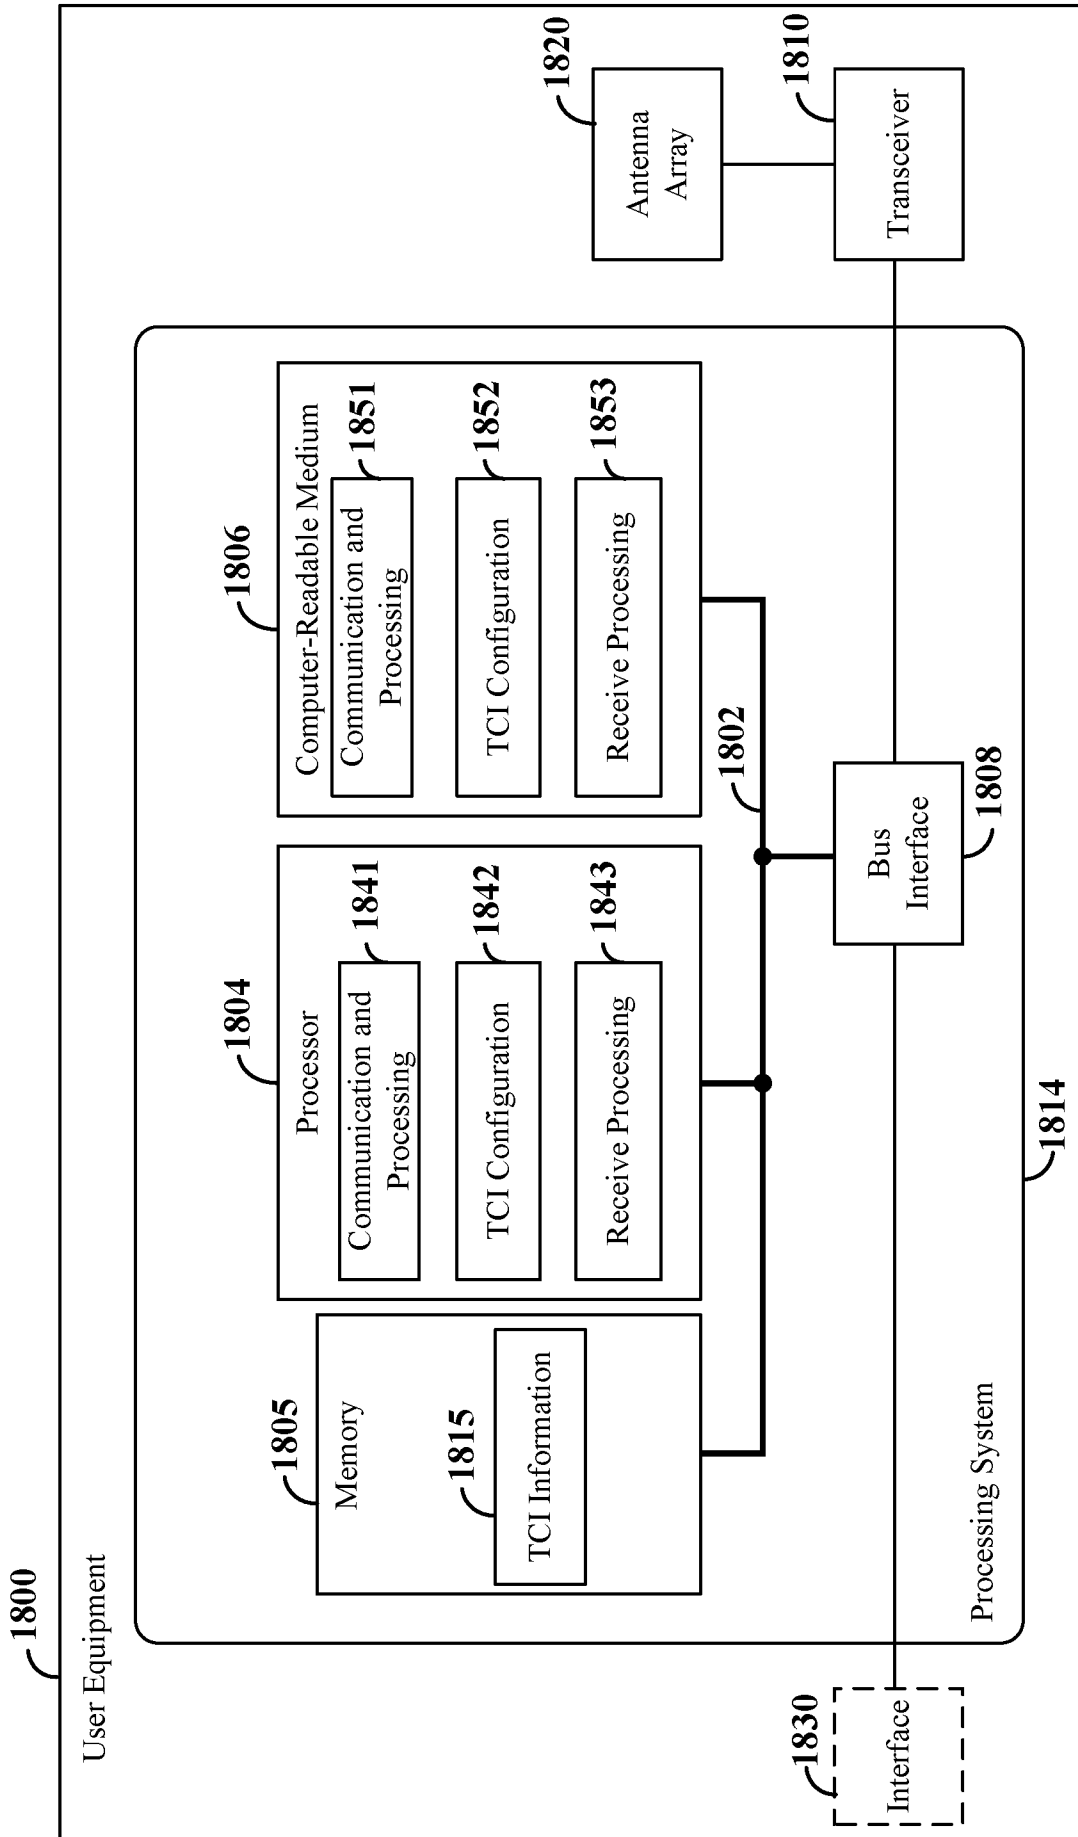 1800
User Equipment
1805
Memory
1815
TCI Information
1804
Processor
1841
Communication and
Processing
1842
TCI Configuration
1843
Receive Processing
1806
Computer-Readable Medium
1851
Communication and
Processing
1852
TCI Configuration
1853
Receive Processing
1802
1820
Antenna
Array
1810
Transceiver
1830
Interface
Bus
Interface
1808
Processing System
1814